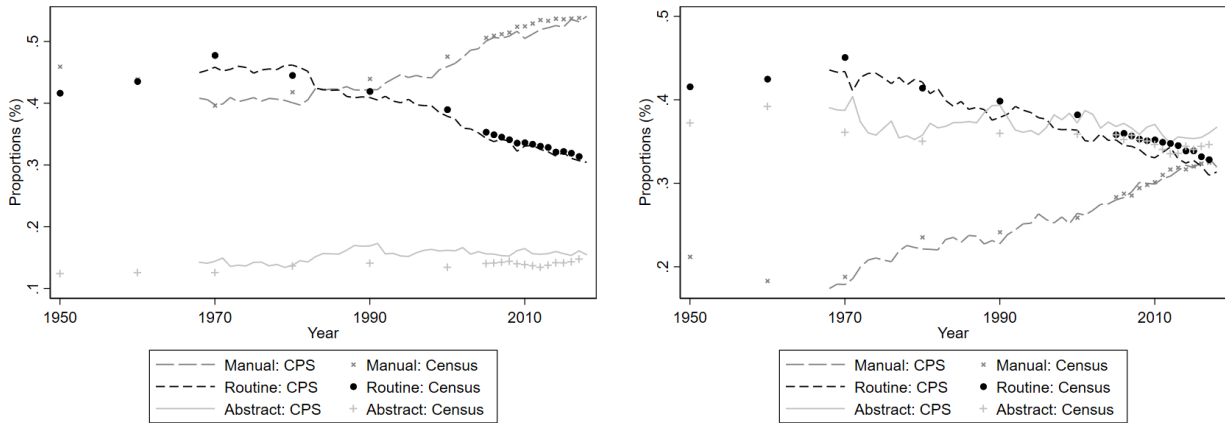 .5
.4
.3
.2
.1
Proportions (%)
1950
1970
1990
2010
Year
Manual: CPS
Manual: Census
Routine: CPS
Routine: Census
Abstract: CPS
Abstract: Census
.5
.4
.3
.2
Proportions (%)
1950
1970
1990
2010
Year
Manual: CPS
Manual: Census
Routine: CPS
Routine: Census
Abstract: CPS
Abstract: Census